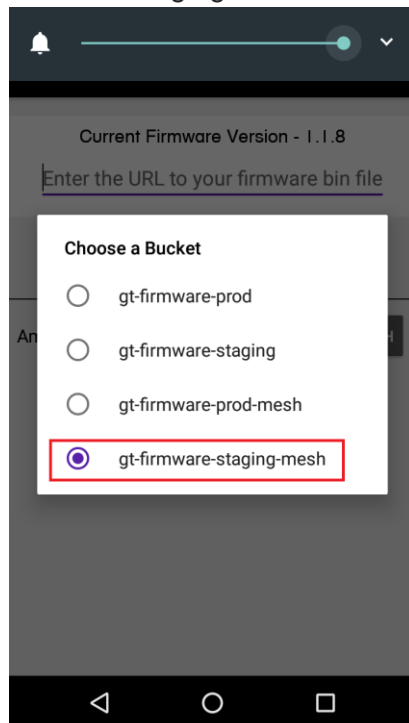 Current Firmware Version - 1.1.8
Enter the URL to your firmware bin file
Choose a Bucket
gt-firmware-prod
An
gt-firmware-staging
gt-firmware-prod-mesh
gt-firmware-staging-mesh